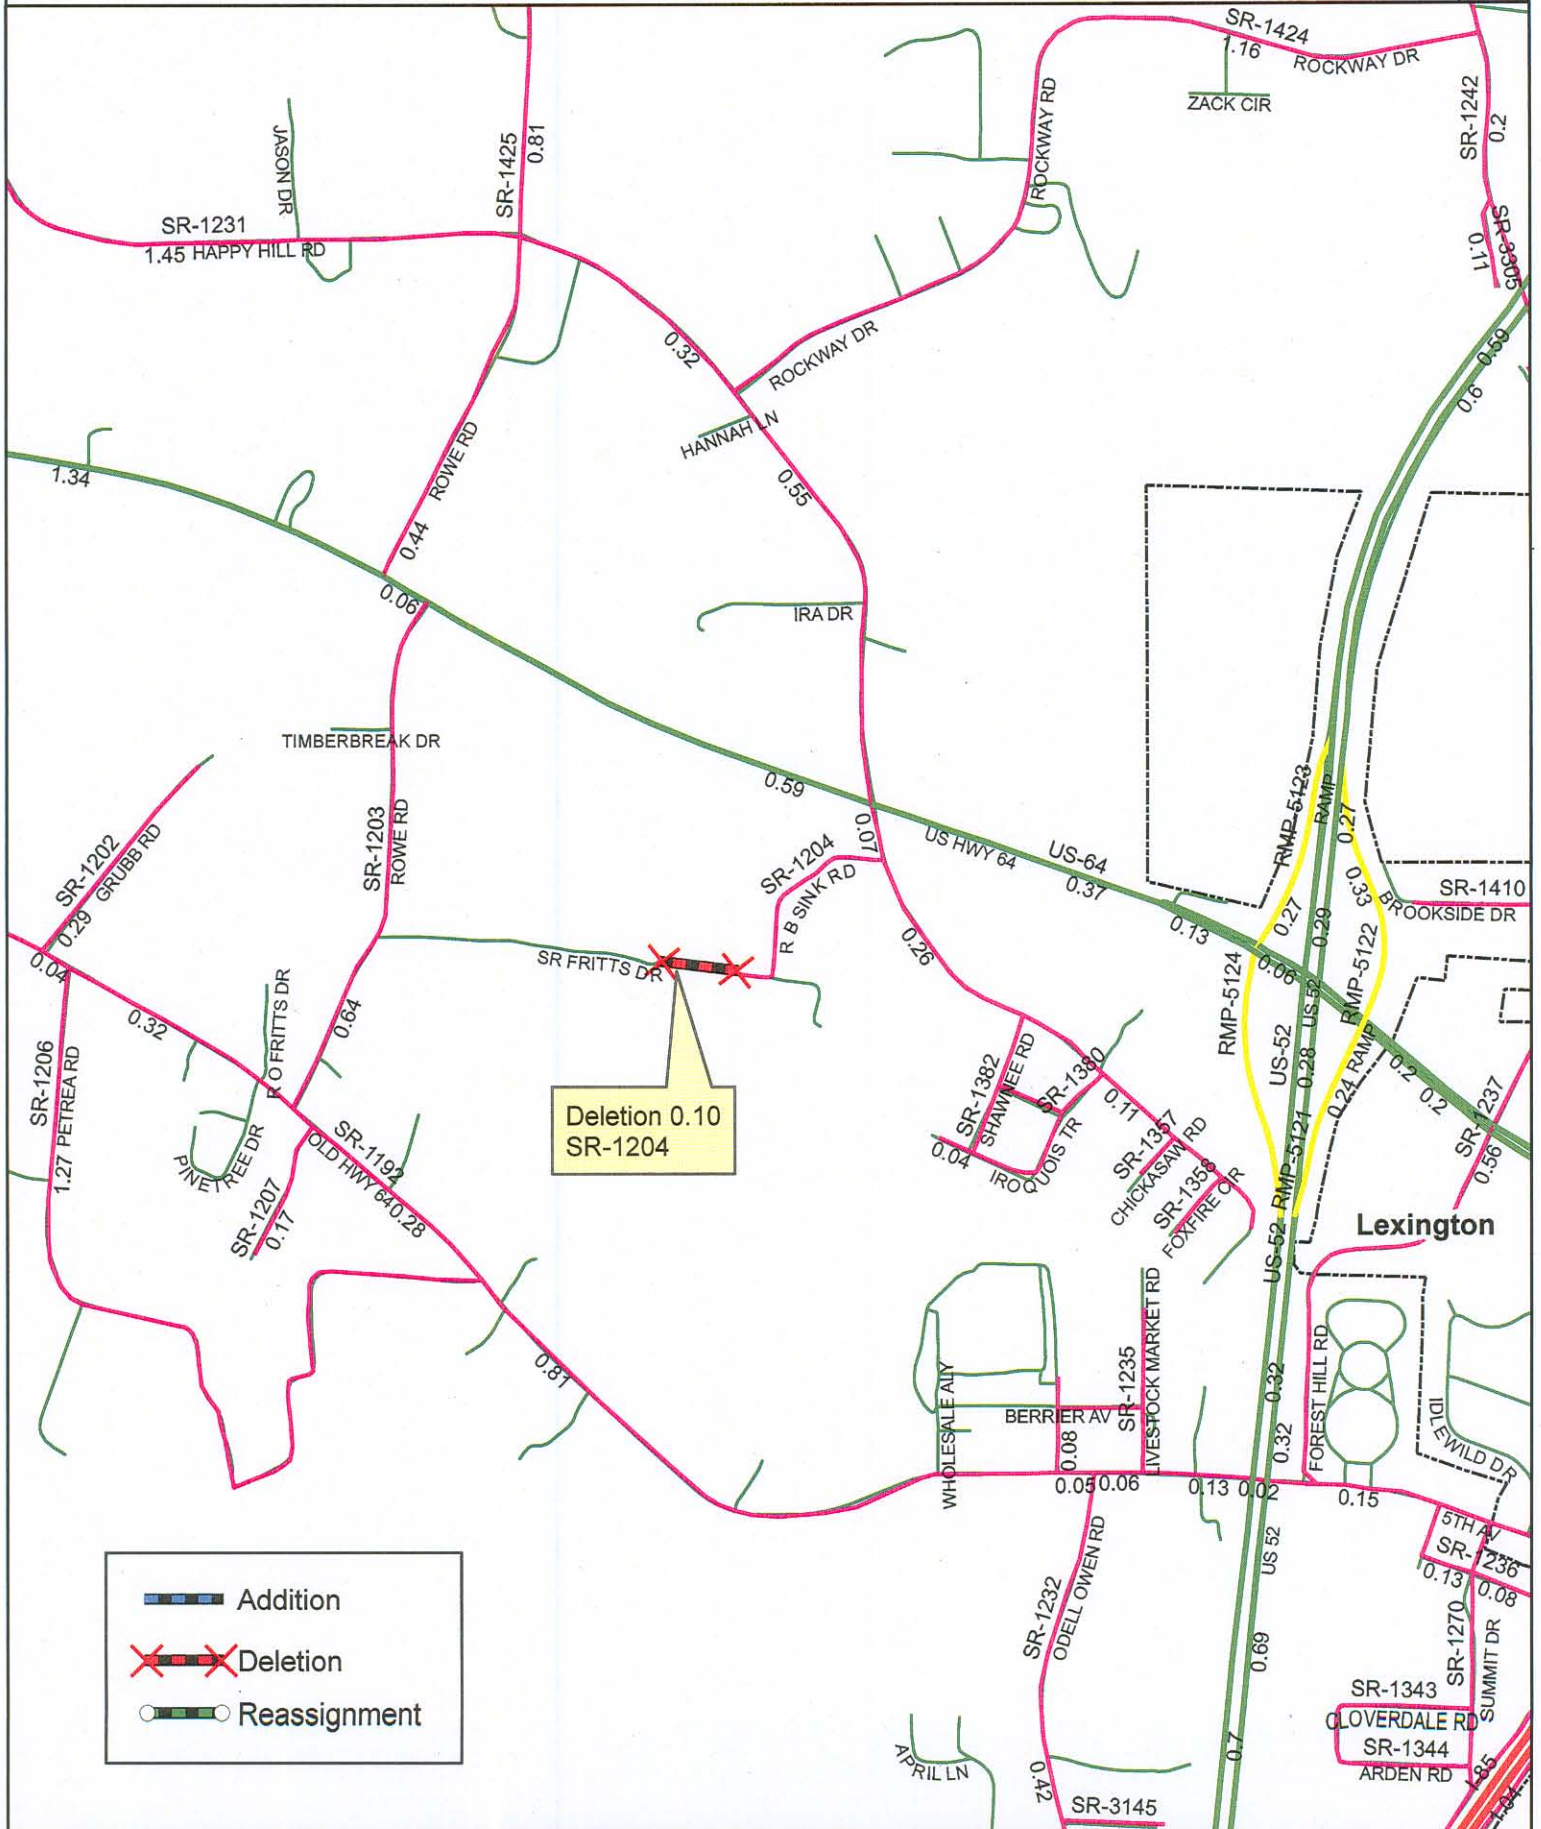 SR-1424
1.16
ROCKWAY DR
ZACK CIR
SR-1242
0.2
ROCKWAY RD
SR-1425
0.81
JASON DR
SR-1231
1.45 HAPPY HILL RD
SR-3305
0.11
0.32
ROCKWAY DR
HANNAH LN
0.59
0.6
ROWE RD
0.44
1.34
0.55
0.06
IRA DR
TIMBERBREAK DR
0.59
SR-1203
ROWE RD
SR-1202
GRUBB RD
0.29
0.07
SR-1204
R B SINK RD
US HWY 64
US-64
0.37
RMP-5123
RAMP
0.27
0.33
SR-1410
BROOKSIDE DR
0.27
0.29
0.13
0.06
0.26
SR FRITTS DR
0.04
0.32
R O FRITTS DR
0.64
RMP-5124
RMP-5122
US-52
US 52
0.28
0.24 RAMP
0.2
0.2
SR-1237
0.56
SR-1206
1.27 PETREA RD
SR-1382
SHAWNEE RD
SR-1380
0.11
Deletion 0.10
SR-1204
SR-1357
CHICKASAW RD
SR-1358
FOXFIRE CIR
0.04
IROQUOIS TR
PINETREE DR
SR-1192
OLD HWY 64
0.28
SR-1207
0.17
RMP-5121
US-52
Lexington
0.81
WHOLESALE ALY
BERRIER AV
SR-1235
LIVESTOCK MARKET RD
0.08
0.32
0.32
FOREST HILL RD
IDLEWILD DR
0.05
0.06
0.13
0.02
0.15
5TH AV
SR-1236
0.13
0.08
US 52
SR-1232
ODELL OWEN RD
0.69
SR-1270
SUMMIT DR
SR-1343
CLOVERDALE RD
SR-1344
ARDEN RD
0.7
I-85
1.04
APRIL LN
0.42
SR-3145
Addition
Deletion
Reassignment